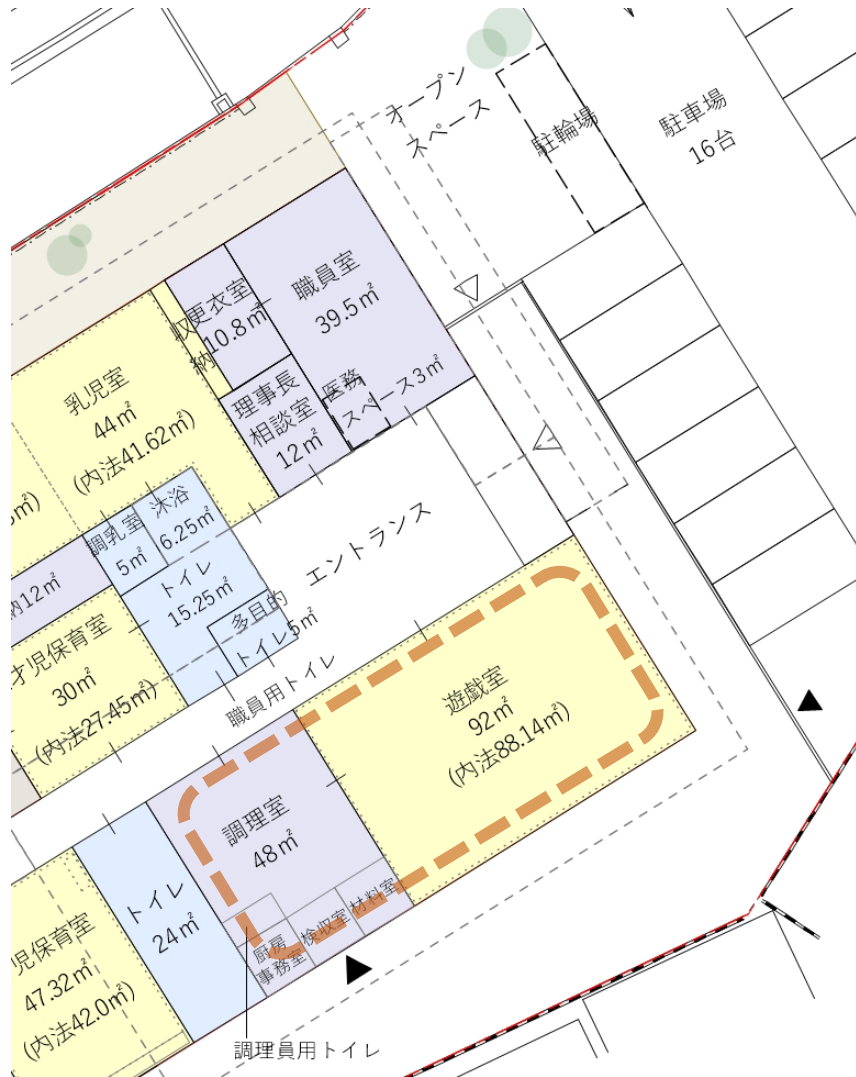 オープン
スペース
駐輪場
駐車場
16台
職員室
39.5㎡
更衣室
10.8㎡
収納
理事長
相談室
12㎡
医務
スペース3㎡
乳児室
44㎡
(内法41.62㎡)
㎡)
沐浴
6.25㎡
調乳室
5㎡
トイレ
15.25㎡
多目的
トイレ5㎡
エントランス
納12㎡
才児保育室
30㎡
(内法27.45㎡)
職員用トイレ
遊戯室
92㎡
(内法88.14㎡)
調理室
48㎡
材料室
検収室
厨房
事務室
トイレ
24㎡
児保育室
47.32㎡
(内法42.0㎡)
調理員用トイレ